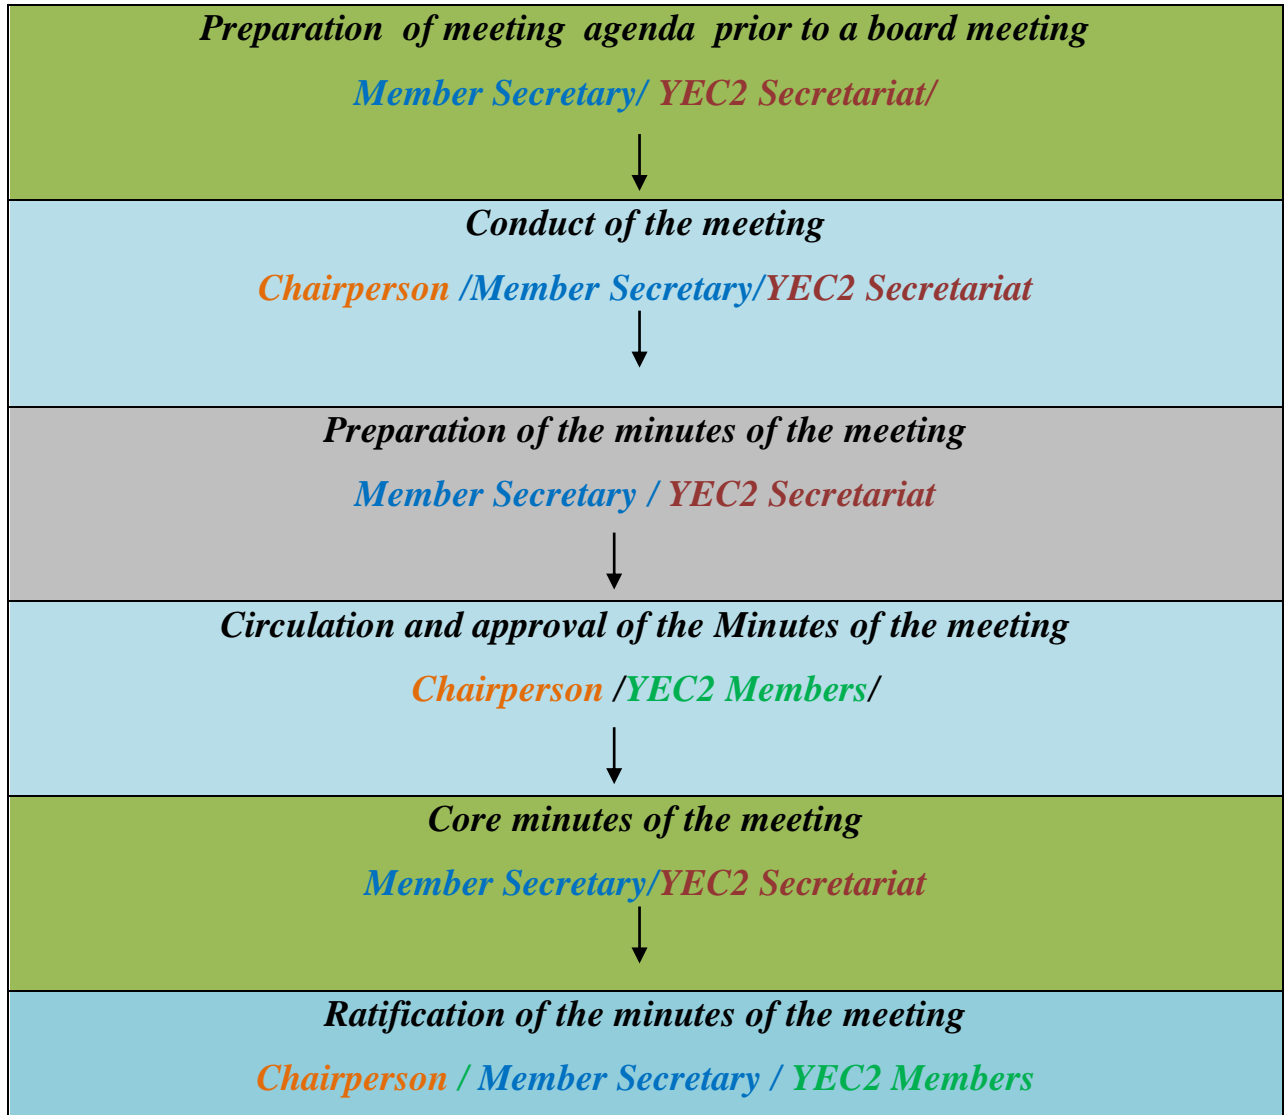 Preparation of meeting agenda prior to a board meeting
Member Secretary/ YEC2 Secretariat/
Conduct of the meeting
Chairperson /Member Secretary/YEC2 Secretariat
Preparation of the minutes of the meeting
Member Secretary / YEC2 Secretariat
Circulation and approval of the Minutes of the meeting
Chairperson /YEC2 Members/
Core minutes of the meeting
Member Secretary/YEC2 Secretariat
Ratification of the minutes of the meeting
Chairperson / Member Secretary / YEC2 Members